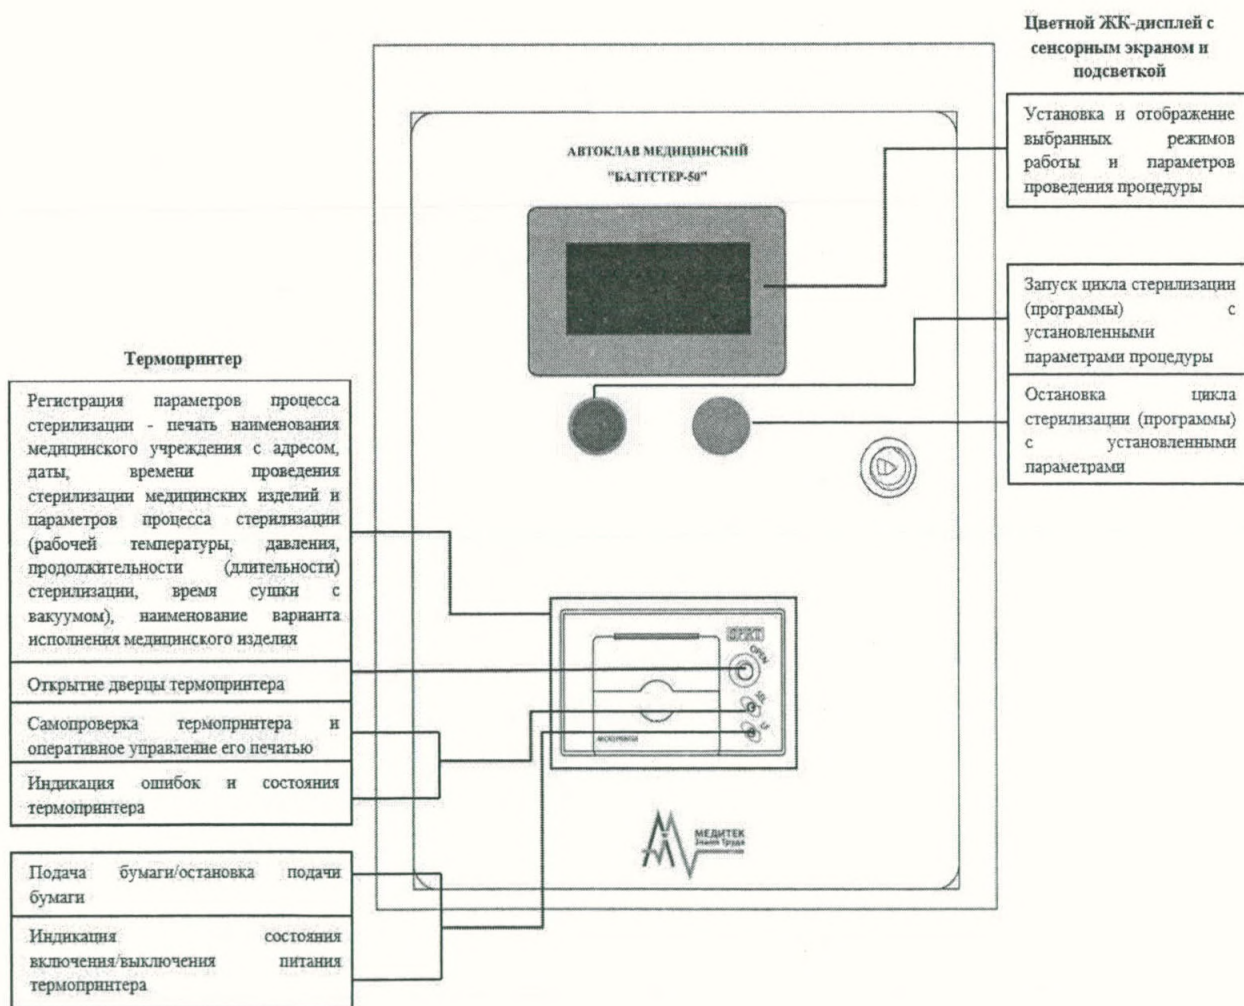 Цветной ЖК-дисплей с
сенсорным экраном и
подсветкой
Установка и отображение
выбранных режимов
работы и параметров
проведения процедуры
АВТОКЛАВ МЕДИЦИНСКИЙ
"БАЛТСТЕР-50"
Запуск цикла стерилизации
(программы) с
установленными
параметрами процедуры
Остановка цикла
стерилизации (программы)
с установленными
параметрами
Термопринтер
Регистрация параметров процесса
стерилизации - печать наименования
медицинского учреждения с адресом,
даты, времени проведения
стерилизации медицинских изделий и
параметров процесса стерилизации
(рабочей температуры, давления,
продолжительности (длительности)
стерилизации, время сушки с
вакуумом), наименование варианта
исполнения медицинского изделия
Открытие дверцы термопринтера
Самопроверка термопринтера и
оперативное управление его печатью
Индикация ошибок и состояния
термопринтера
Подача бумаги/остановка подачи
бумаги
Индикация состояния
включения/выключения питания
термопринтера
OPEN
SEL
LF
МЕДИТЕК
Знамя Труда